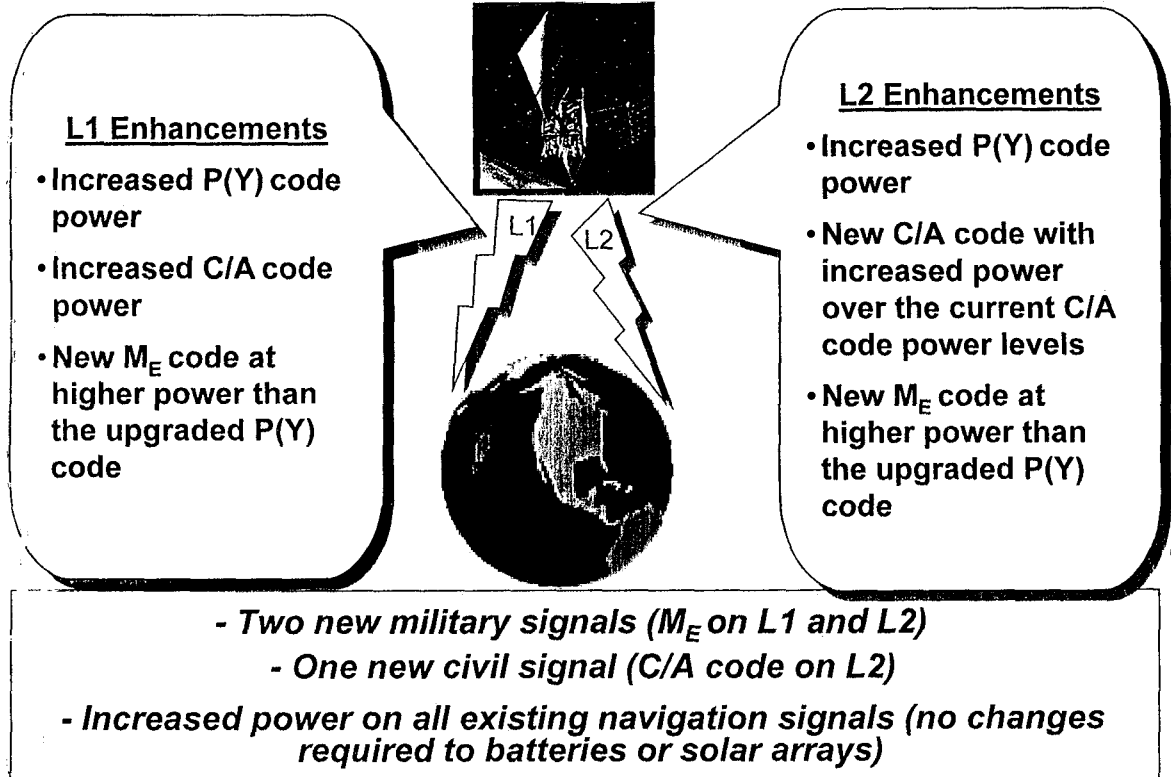 L1 Enhancements
•Increased P(Y) code
power
•Increased C/A code
power
•New M_E code at
higher power than
the upgraded P(Y)
code
L1
L2
L2 Enhancements
•Increased P(Y) code
power
•New C/A code with
increased power
over the current C/A
code power levels
•New M_E code at
higher power than
the upgraded P(Y)
code
- Two new military signals (M_E on L1 and L2)
- One new civil signal (C/A code on L2)
- Increased power on all existing navigation signals (no changes
required to batteries or solar arrays)